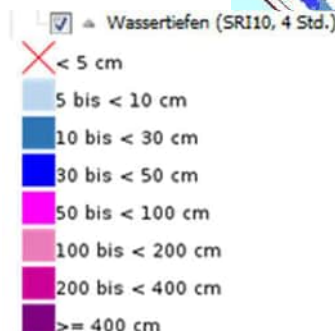 Wassertiefen (SRI10, 4 Std.)
< 5 cm
5 bis < 10 cm
10 bis < 30 cm
30 bis < 50 cm
50 bis < 100 cm
100 bis < 200 cm
200 bis < 400 cm
>= 400 cm